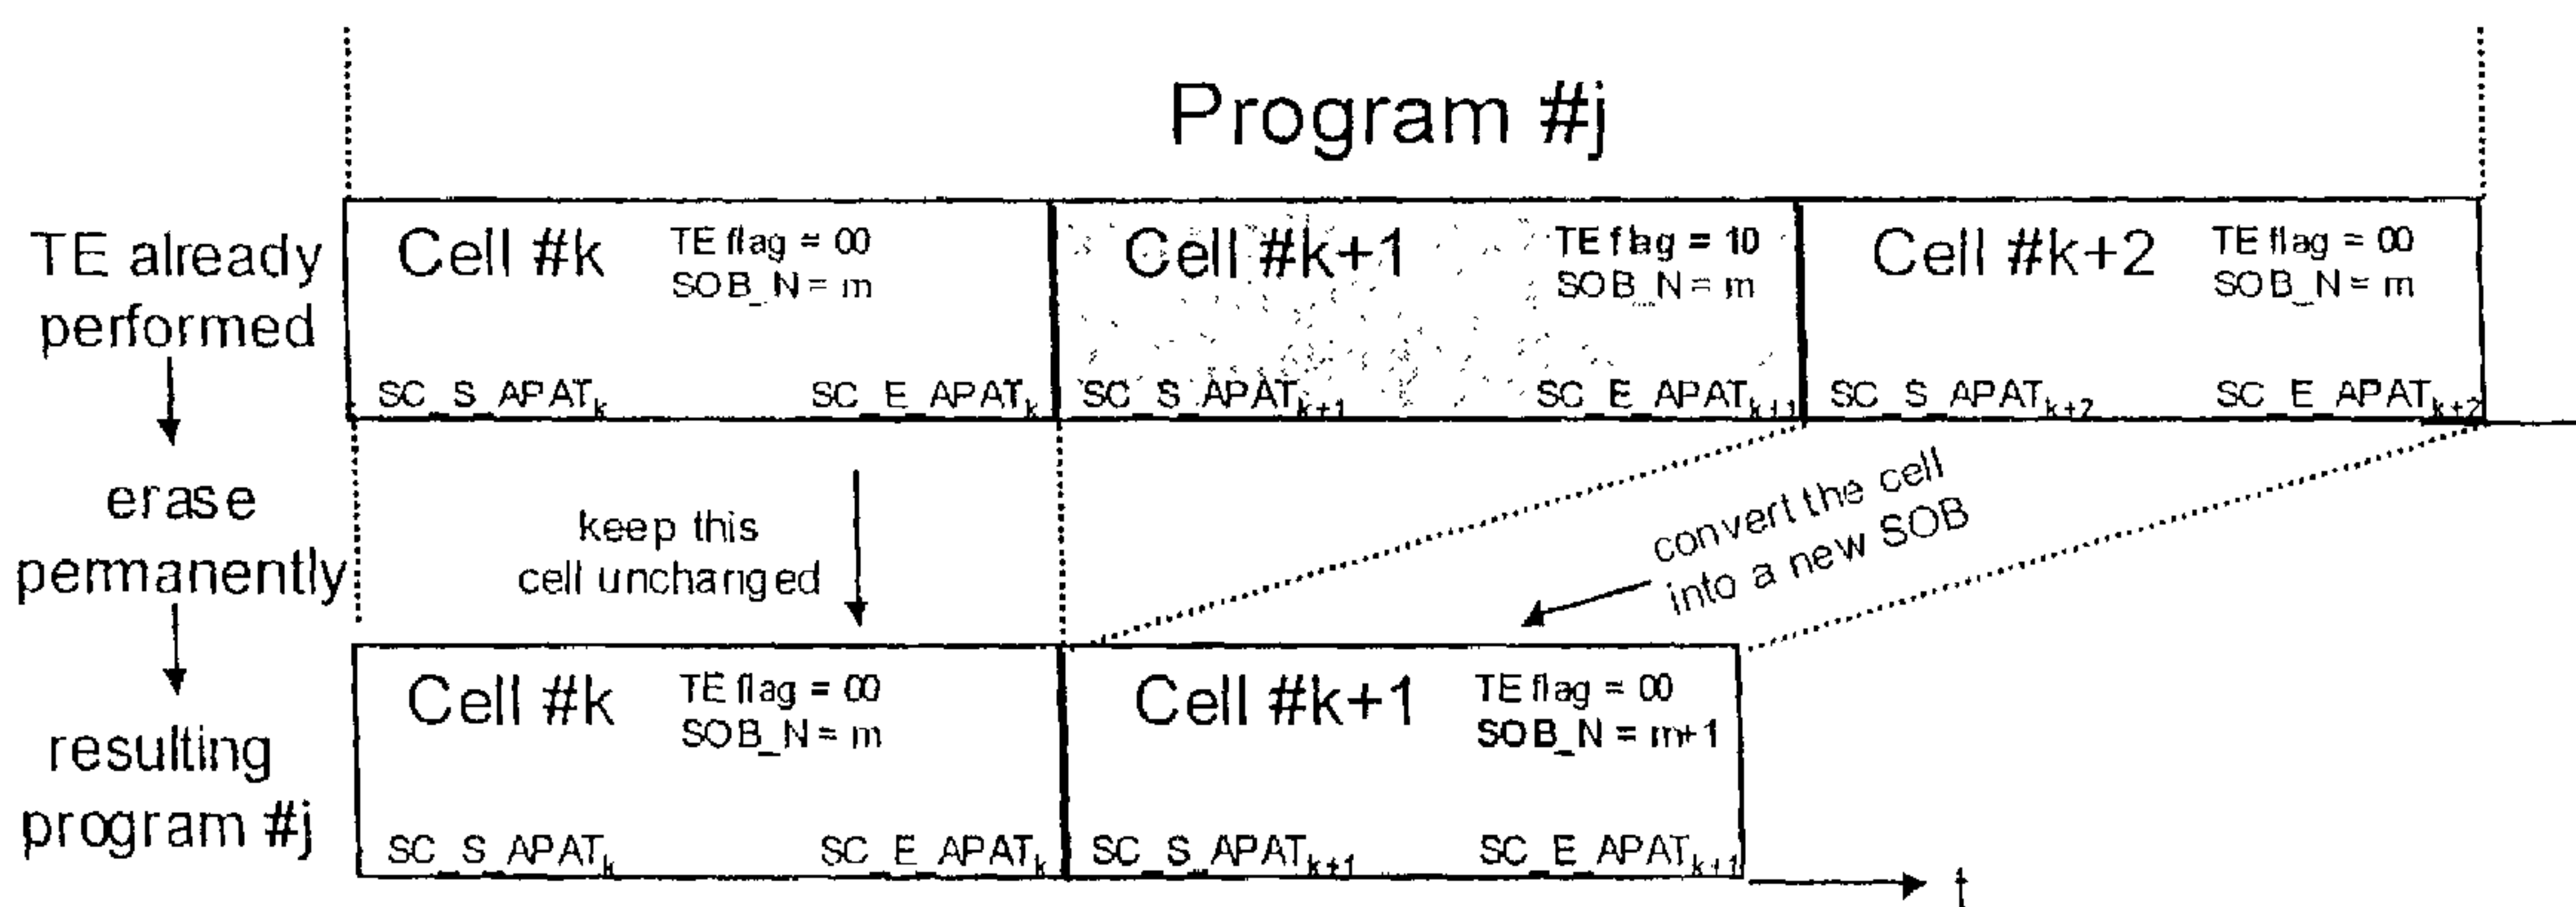 Program #j
TE already
performed
Cell #k
TE flag = 00
SOB_N = m
SC_S_APATk
SC_E_APATk
Cell #k+1
TE flag = 10
SOB_N = m
SC_S_APATk+1
SC_E_APATk+1
Cell #k+2
TE flag = 00
SOB_N = m
SC_S_APATk+2
SC_E_APATk+2
erase
permanently
keep this
cell unchanged
convert the cell
into a new SOB
resulting
program #j
Cell #k
TE flag = 00
SOB_N = m
SC_S_APATk
SC_E_APATk
Cell #k+1
TE flag = 00
SOB_N = m+1
SC_S_APATk+1
SC_E_APATk+1
t